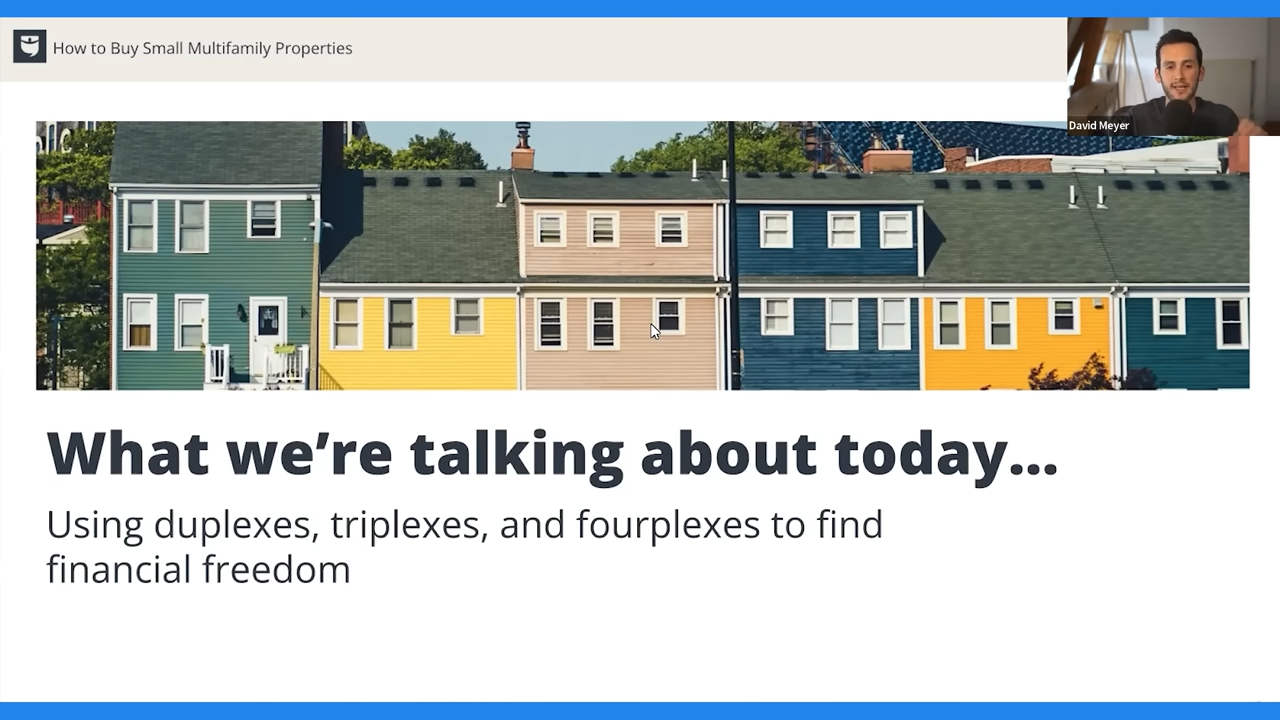 How to Buy Small Multifamily Properties
David Meyer
What we’re talking about today...
Using duplexes, triplexes, and fourplexes to find
financial freedom